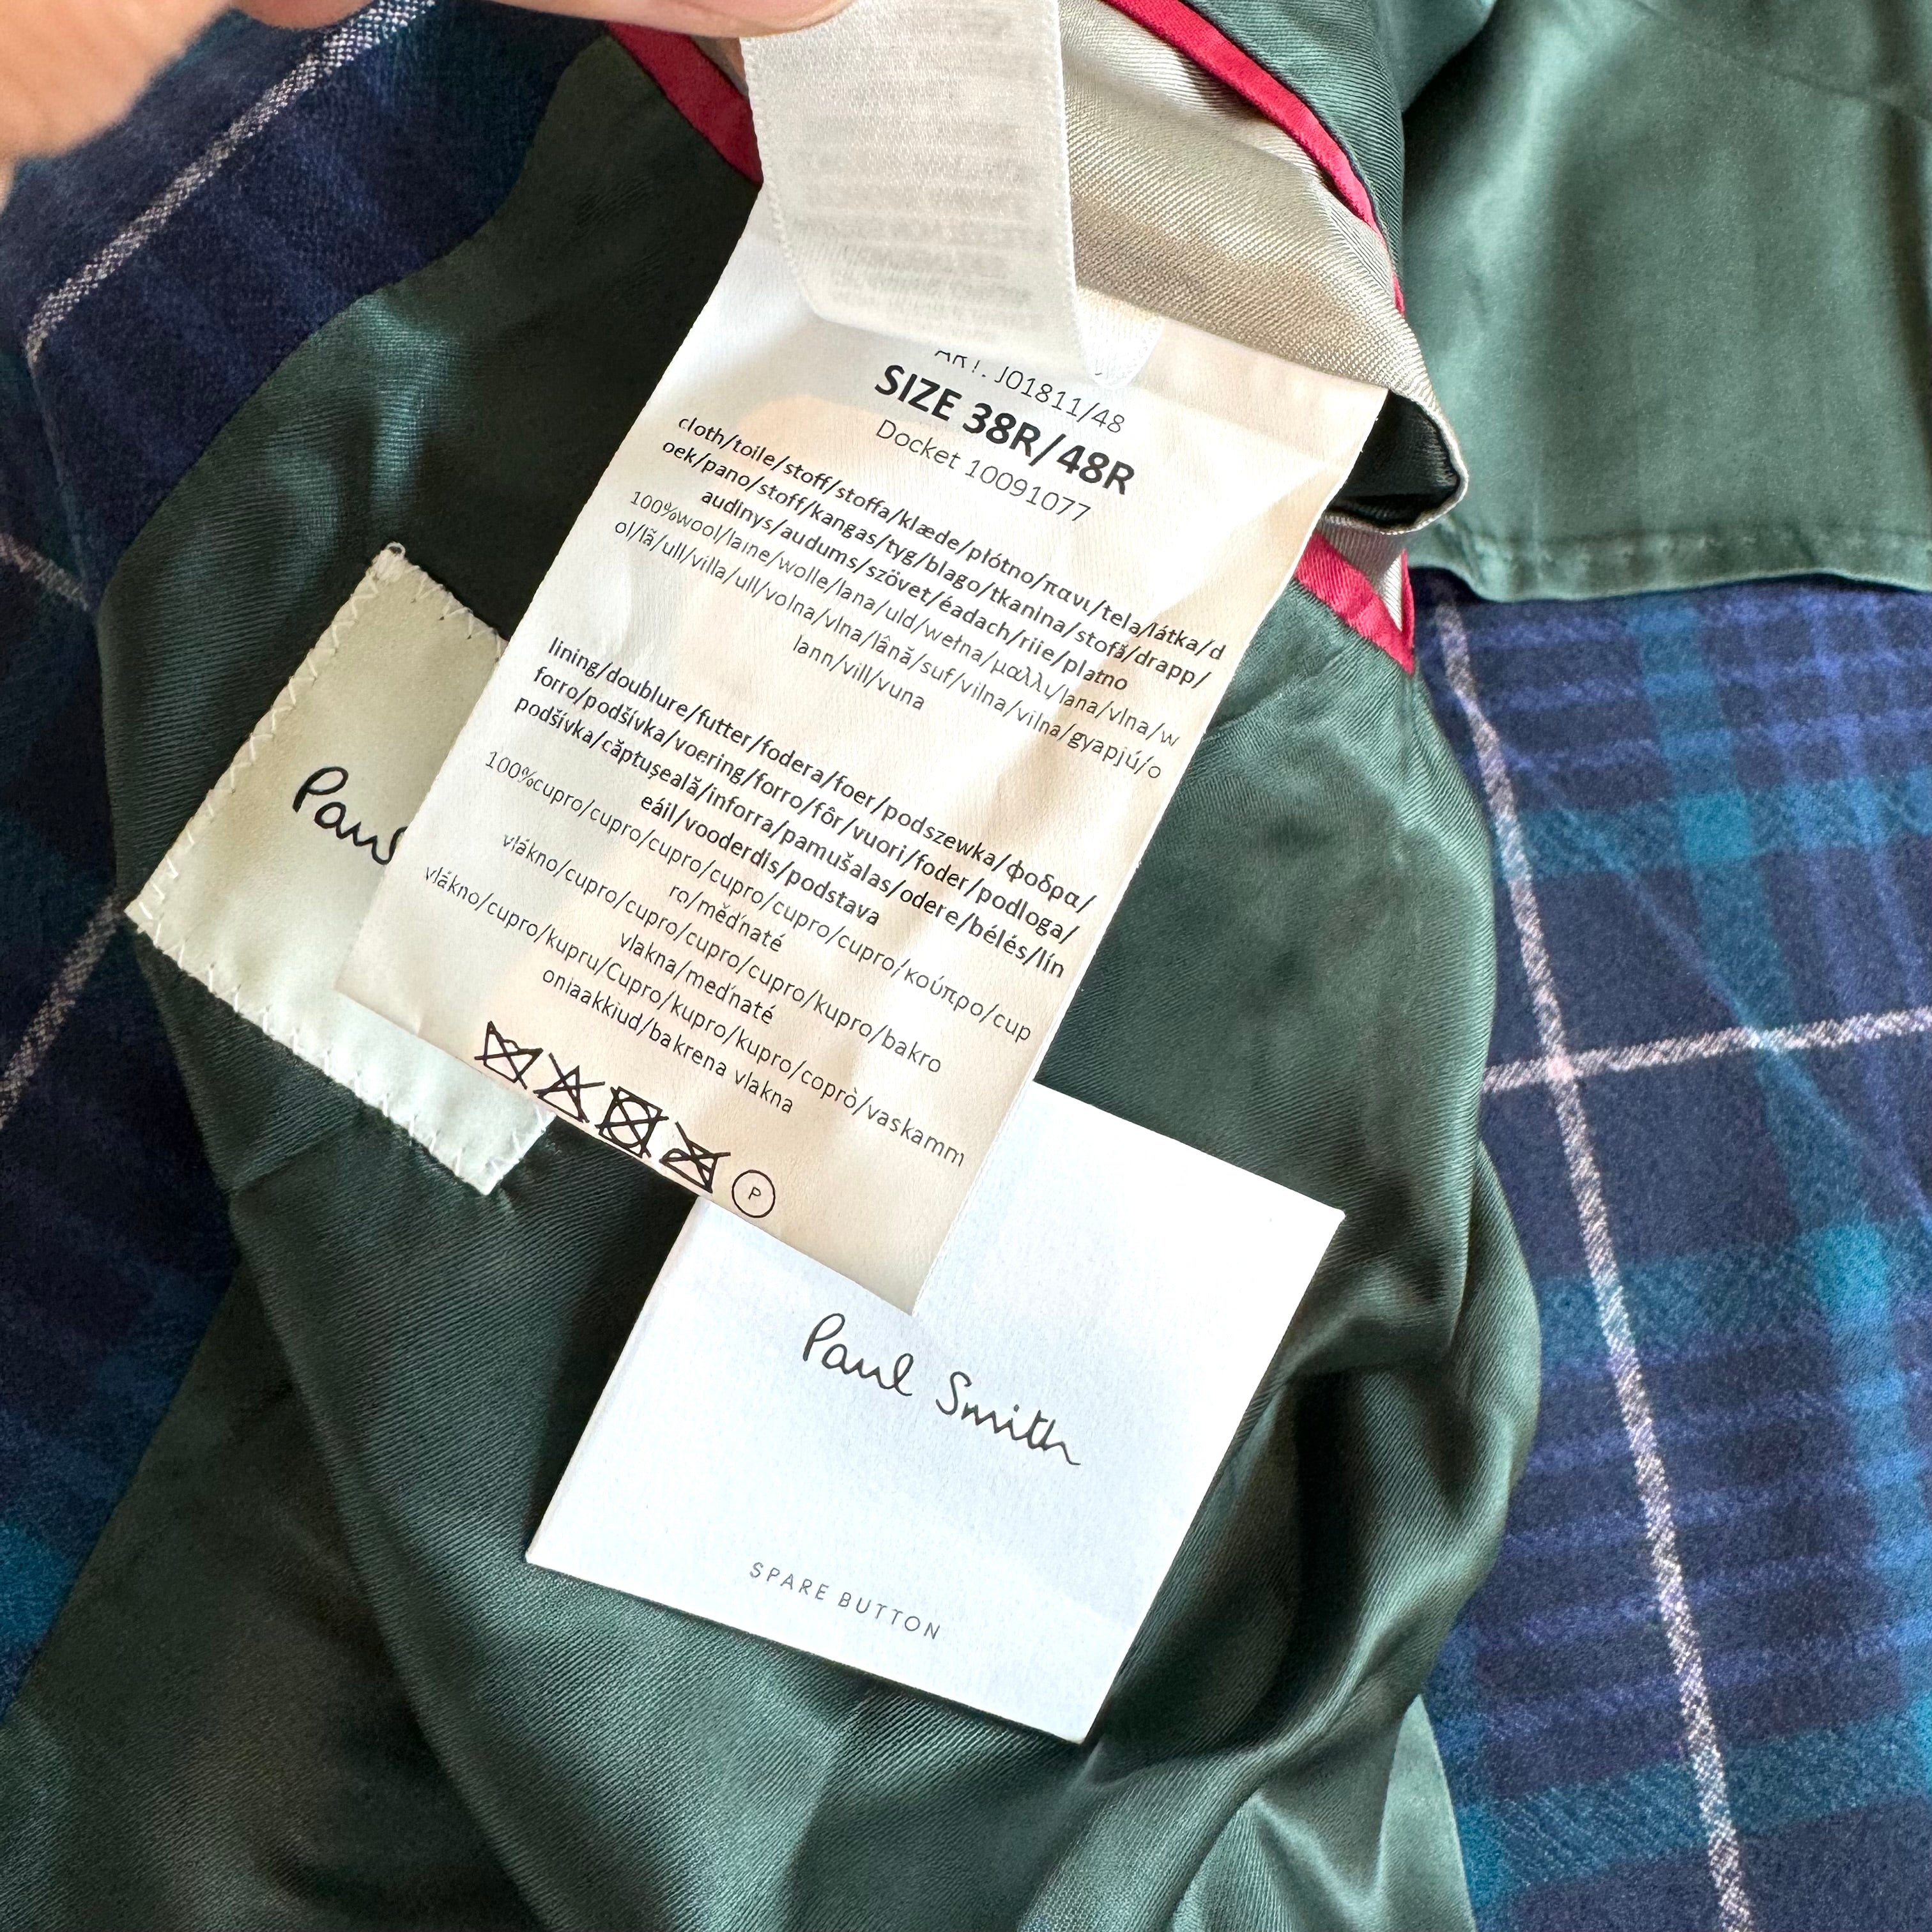 ART. J01811/48
SIZE 38R/48R
Docket 10091077
cloth/toile/stoff/stoffa/klæde/płótno/πανι/tela/látka/d
oek/pano/stoff/kangas/tyg/blago/tkanina/stofă/drapp/
audinys/audums/szövet/éadach/riie/platno
100%wool/laine/wolle/lana/uld/wełna/μαλλι/lana/vlna/w
ol/lã/ull/villa/ull/volna/vlna/lână/suf/vilna/vilna/gyapjú/o
lann/vill/vuna
lining/doublure/futter/fodera/foer/podszewka/φοδρα/
forro/podšívka/voering/forro/fôr/vuori/foder/podloga/
podšívka/căptuşeală/inforra/pamušalas/odere/bélés/lín
eáil/vooderdis/podstava
100%cupro/cupro/cupro/cupro/cupro/cupro/κούπρο/cup
ro/měďnaté
vlákno/cupro/cupro/cupro/cupro/kupro/bakro
vlakna/meďnaté
vlákno/cupro/kupru/Cupro/kupro/kupro/coprò/vaskamm
oniaakkiud/bakrena vlakna
P
Paul
Paul Smith
SPARE BUTTON